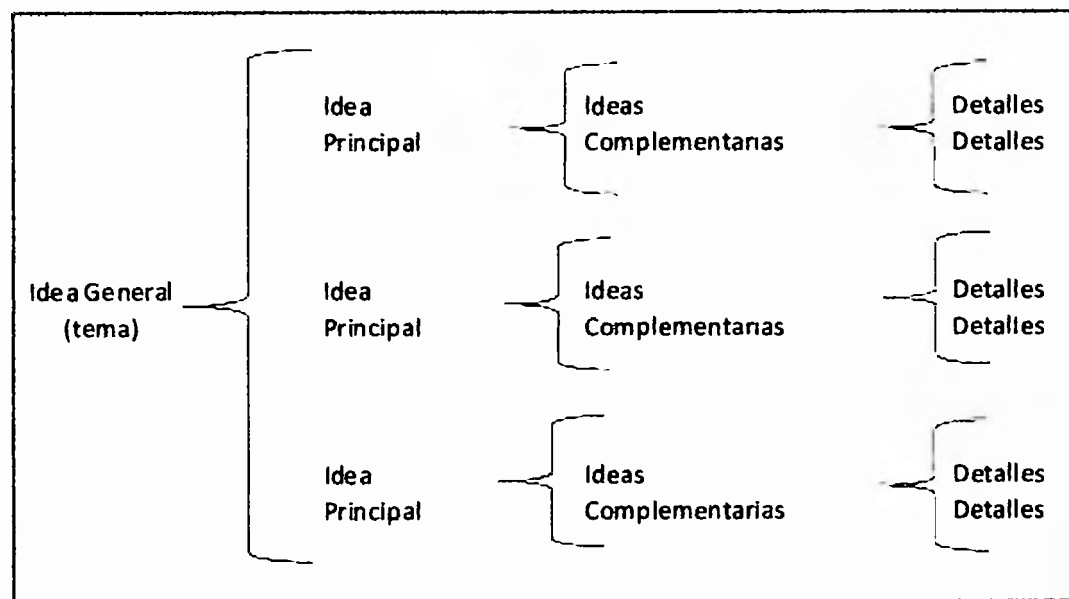 Idea General
(tema)
Idea
Principal
Ideas
Complementarias
Detalles
Detalles
Idea
Principal
Ideas
Complementarias
Detalles
Detalles
Idea
Principal
Ideas
Complementarias
Detalles
Detalles